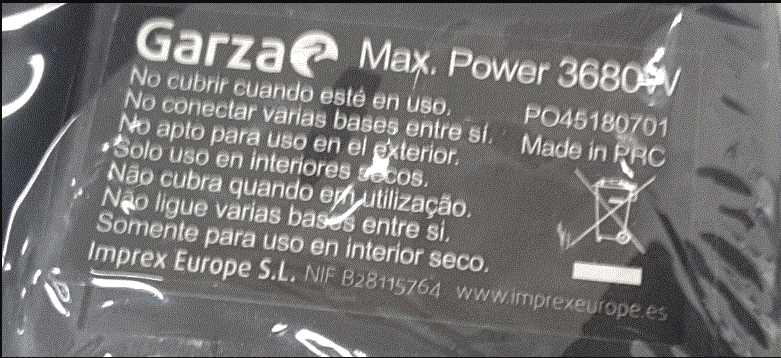 Garza Max. Power 3680W
No cubrir cuando esté en uso.
No conectar varias bases entre sí.
No apto para uso en el exterior.
Solo uso en interiores secos.
Não cubra quando em utilização.
Não ligue varias bases entre si.
Somente para uso en interior seco.
PO45180701
Made in PRC
Imprex Europe S.L. NIF B28115764 www.imprexeurope.es